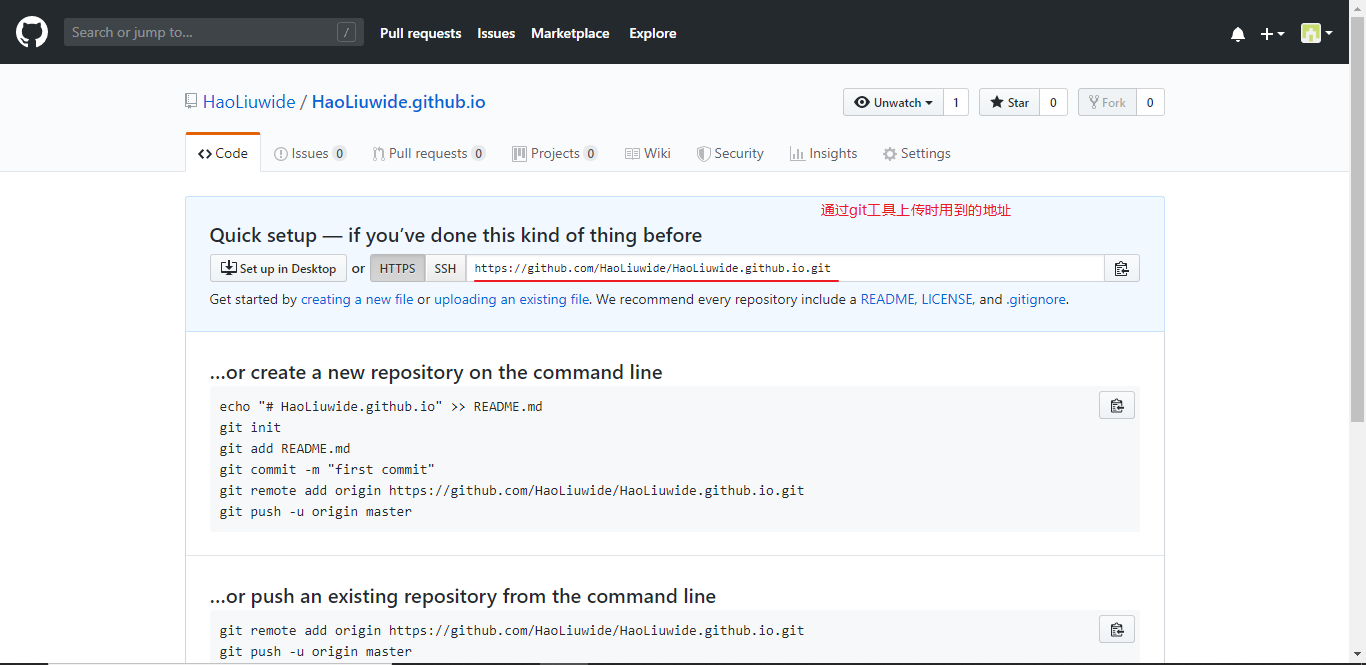 Search or jump to... /
Pull requests Issues Marketplace Explore
HaoLiuwide / HaoLiuwide.github.io
Unwatch 1 Star 0 Fork 0
Code Issues 0 Pull requests 0 Projects 0 Wiki Security Insights Settings
通过git工具上传时用到的地址
Quick setup — if you’ve done this kind of thing before
Set up in Desktop or HTTPS SSH https://github.com/HaoLiuwide/HaoLiuwide.github.io.git
Get started by creating a new file or uploading an existing file. We recommend every repository include a README, LICENSE, and .gitignore.
…or create a new repository on the command line
echo "# HaoLiuwide.github.io" >> README.md
git init
git add README.md
git commit -m "first commit"
git remote add origin https://github.com/HaoLiuwide/HaoLiuwide.github.io.git
git push -u origin master
…or push an existing repository from the command line
git remote add origin https://github.com/HaoLiuwide/HaoLiuwide.github.io.git
git push -u origin master